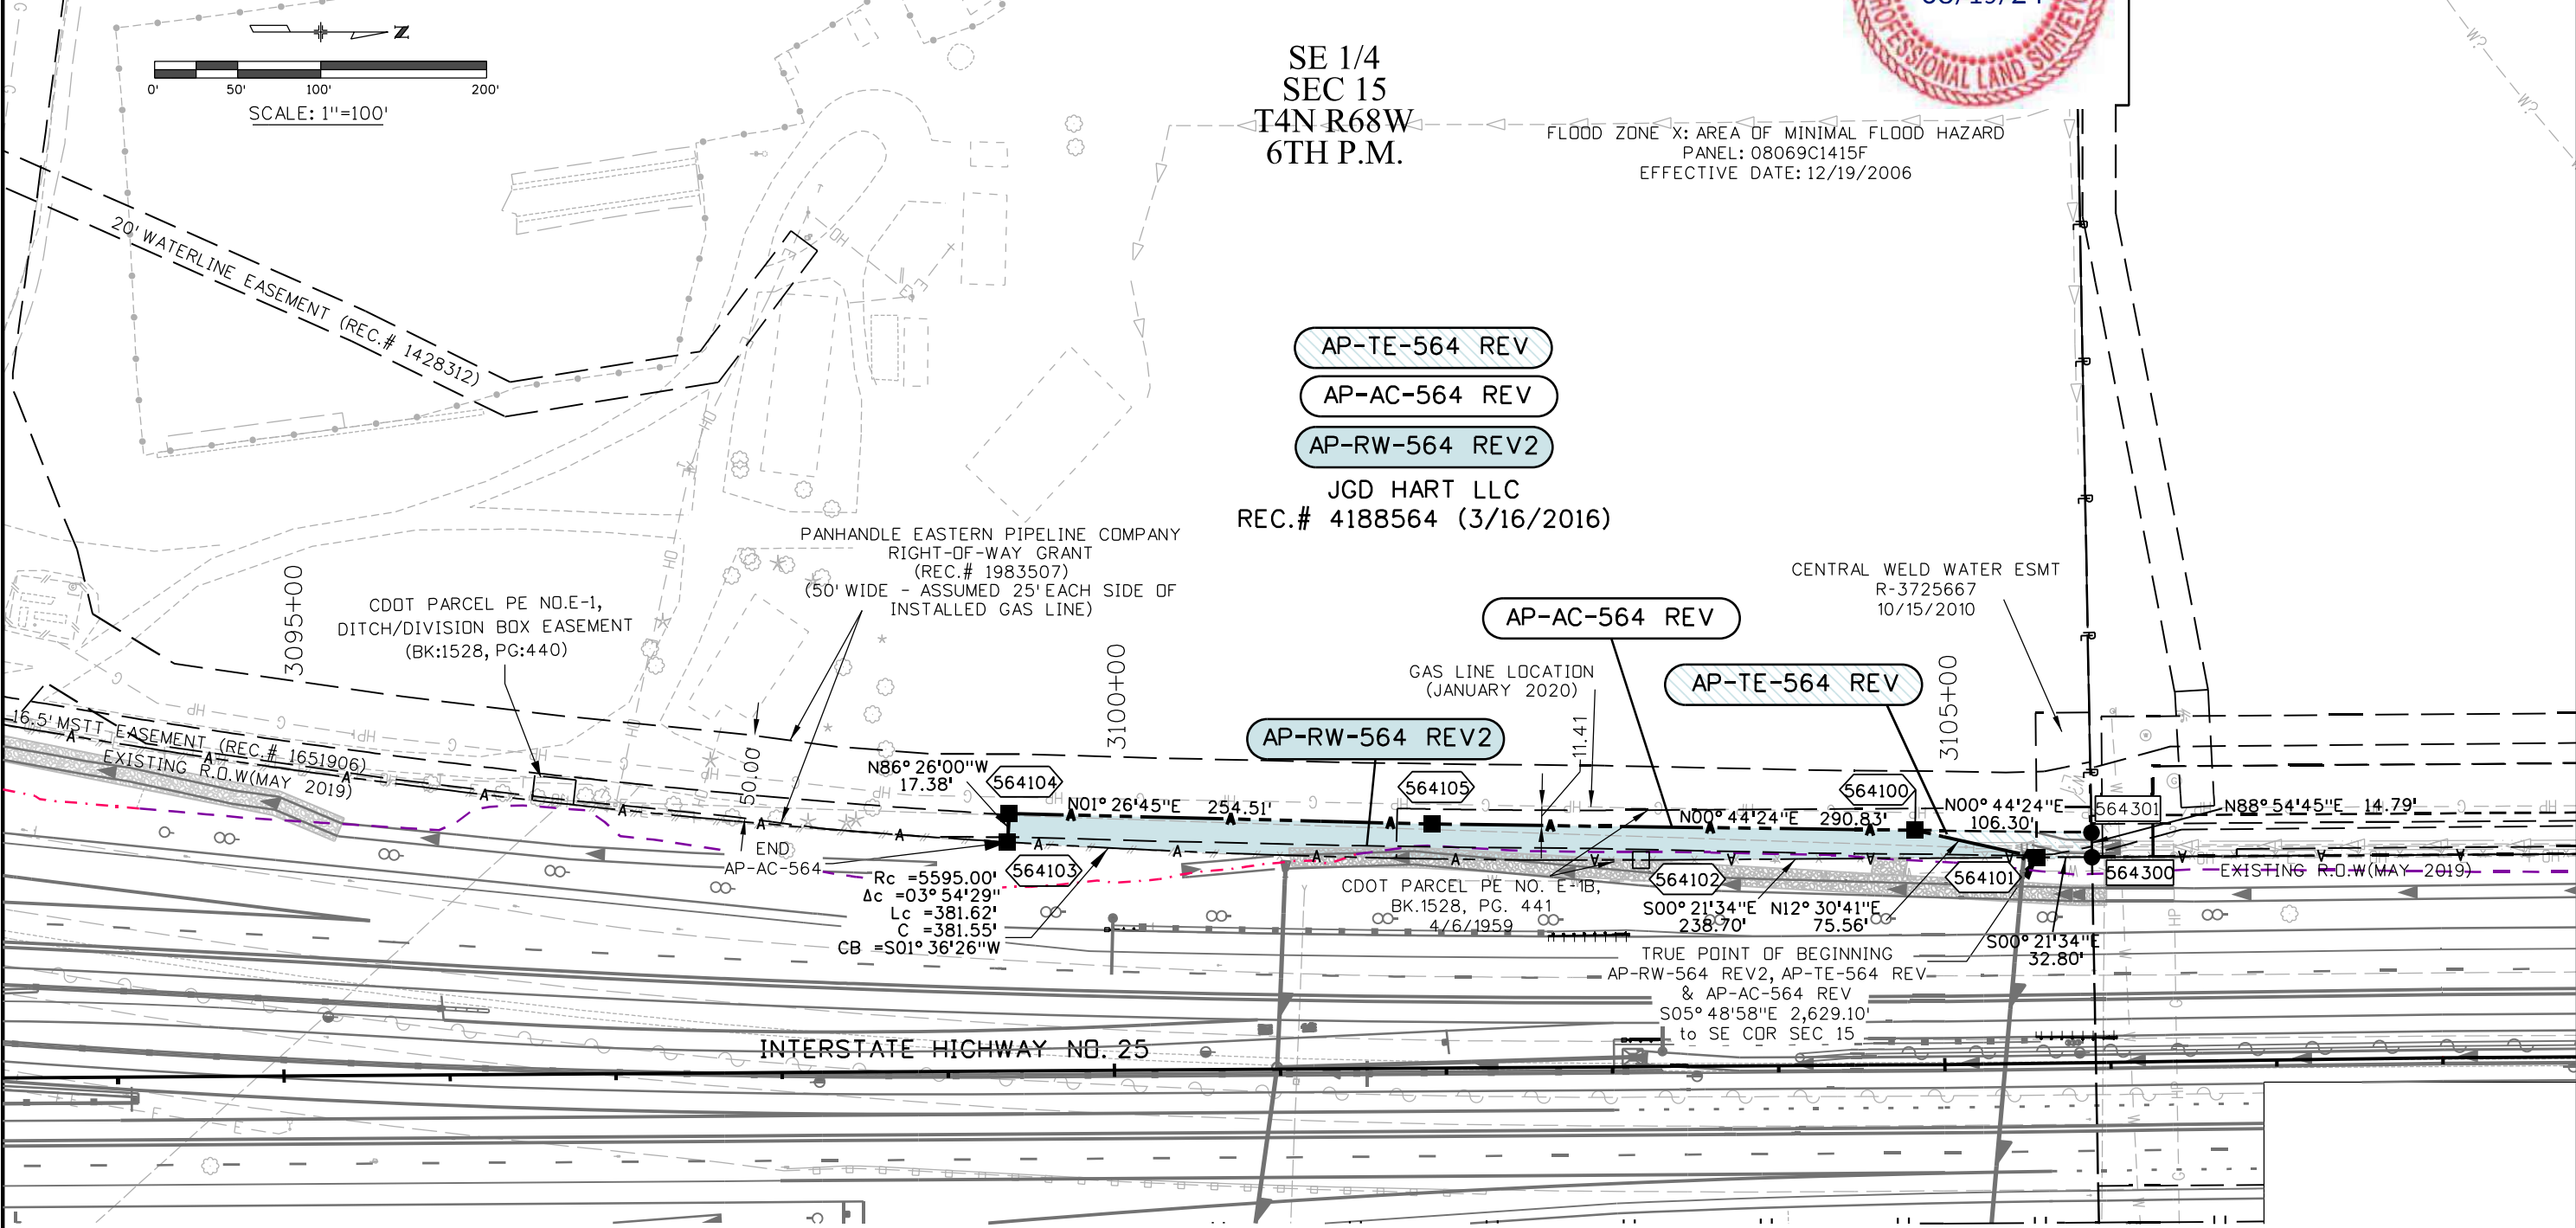 N
0'
50'
100'
200'
SCALE: 1"=100'
SE 1/4
SEC 15
T4N R68W
6TH P.M.
PROFESSIONAL LAND SURVEYOR
FLOOD ZONE X: AREA OF MINIMAL FLOOD HAZARD
PANEL: 08069C1415F
EFFECTIVE DATE: 12/19/2006
20' WATERLINE EASEMENT (REC.# 1428312)
AP-TE-564 REV
AP-AC-564 REV
AP-RW-564 REV2
JGD HART LLC
REC.# 4188564 (3/16/2016)
PANHANDLE EASTERN PIPELINE COMPANY
RIGHT-OF-WAY GRANT
(REC.# 1983507)
(50' WIDE - ASSUMED 25' EACH SIDE OF
INSTALLED GAS LINE)
CENTRAL WELD WATER ESMT
R-3725667
10/15/2010
3095+00
CDOT PARCEL PE NO.E-1,
DITCH/DIVISION BOX EASEMENT
(BK:1528, PG:440)
3100+00
AP-AC-564 REV
GAS LINE LOCATION
(JANUARY 2020)
AP-TE-564 REV
3105+00
AP-RW-564 REV2
11.41
50.00
16.5' MSTT EASEMENT (REC.# 1651906)
EXISTING R.O.W(MAY 2019)
N86°26'00"W
17.38'
564104
N01°26'45"E 254.51'
564105
564100
N00°44'24"E 290.83'
N00°44'24"E
106.30'
564301
N88°54'45"E 14.79'
END
AP-AC-564
564103
564102
564101
564300
EXISTING R.O.W(MAY 2019)
Rc =5595.00'
Δc =03°54'29"
Lc =381.62'
C =381.55'
CB =S01°36'26"W
CDOT PARCEL PE NO. E-1B,
BK.1528, PG. 441
4/6/1959
S00°21'34"E
238.70'
N12°30'41"E
75.56'
S00°21'34"E
32.80'
TRUE POINT OF BEGINNING
AP-RW-564 REV2, AP-TE-564 REV
& AP-AC-564 REV
S05°48'58"E 2,629.10'
to SE COR SEC 15
INTERSTATE HIGHWAY NO. 25